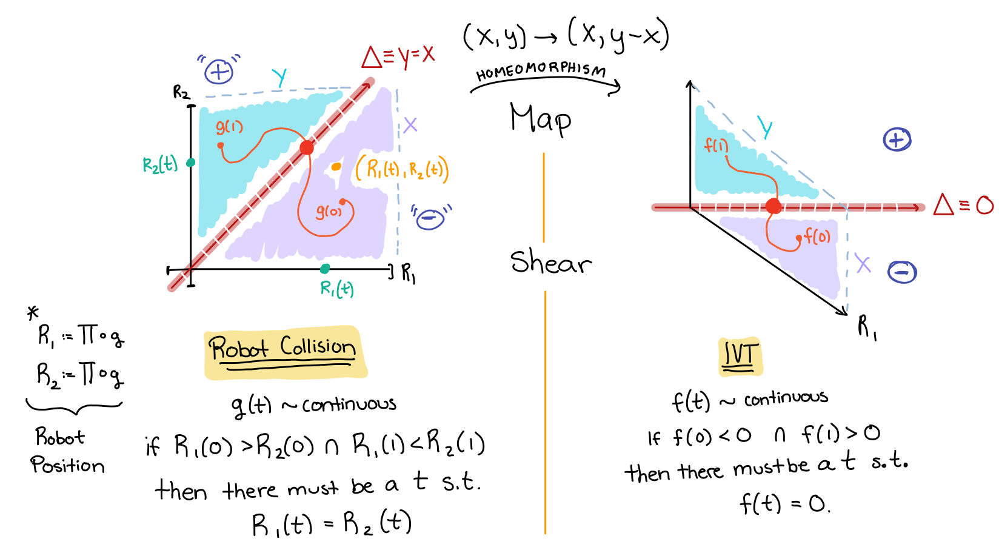 (x,y) → (x, y-x)
HOMEOMORPHISM
Map
Shear
"+"
Y
Δ ≡ Y=X
R₂
g(1)
X
R₂(t)
(R₁(t), R₂(t))
g(0)
"-"
R₁
R₁(t)
Y
+
f(1)
Δ ≡ 0
f(0)
X
-
R₁
*
R₁ := π∘g
R₂ := π∘g
Robot
Position
Robot Collision
g(t) ~ continuous
if R₁(0) > R₂(0) ∩ R₁(1) < R₂(1)
then there must be a t s.t.
R₁(t) = R₂(t)
IVT
f(t) ~ continuous
If f(0) < 0 ∩ f(1) > 0
then there must be a t s.t.
f(t) = 0.